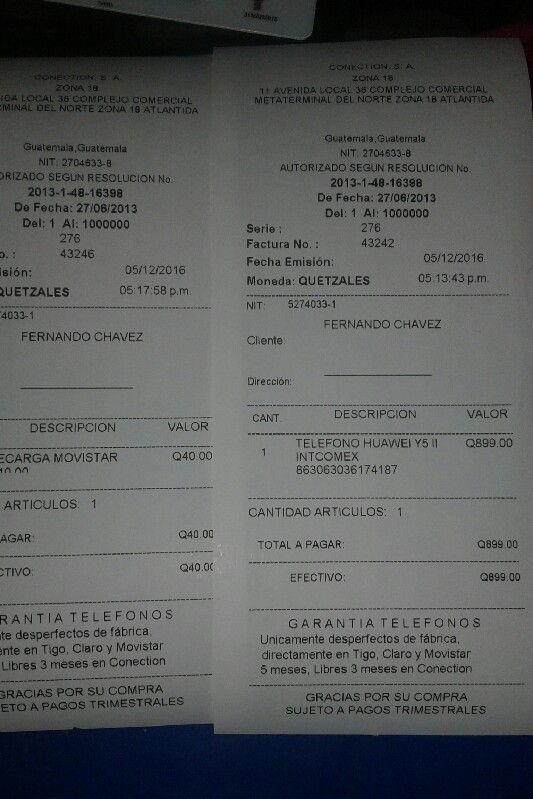 CONECTION, S. A.
ZONA 18
NIDA LOCAL 36 COMPLEJO COMERCIAL
RMINAL DEL NORTE ZONA 18 ATLANTIDA
Guatemala,Guatemala
NIT: 2704633-8
ORIZADO SEGUN RESOLUCION No.
2013-1-48-16398
De Fecha: 27/06/2013
Del: 1 Al: 1000000
276
o. : 43246
isión: 05/12/2016
QUETZALES 05:17:58 p.m.
74033-1
FERNANDO CHAVEZ
DESCRIPCION VALOR
ECARGA MOVISTAR Q40.00
ARTICULOS: 1
AGAR: Q40.00
CTIVO: Q40.00
RANTIA TELEFONOS
te desperfectos de fábrica,
nte en Tigo, Claro y Movistar
Libres 3 meses en Conection
GRACIAS POR SU COMPRA
ETO A PAGOS TRIMESTRALES
CONECTION, S. A.
ZONA 18
11 AVENIDA LOCAL 36 COMPLEJO COMERCIAL
METATERMINAL DEL NORTE ZONA 18 ATLANTIDA
Guatemala,Guatemala
NIT: 2704633-8
AUTORIZADO SEGUN RESOLUCION No.
2013-1-48-16398
De Fecha: 27/06/2013
Del: 1 Al: 1000000
Serie : 276
Factura No. : 43242
Fecha Emisión: 05/12/2016
Moneda: QUETZALES 05:13:43 p.m.
NIT: 5274033-1
FERNANDO CHAVEZ
Cliente:
Dirección:
CANT. DESCRIPCION VALOR
1 TELEFONO HUAWEI Y5 II Q899.00
INTCOMEX
863063036174187
CANTIDAD ARTICULOS: 1
TOTAL A PAGAR: Q899.00
EFECTIVO: Q899.00
GARANTIA TELEFONOS
Unicamente desperfectos de fábrica,
directamente en Tigo, Claro y Movistar
5 meses, Libres 3 meses en Conection
GRACIAS POR SU COMPRA
SUJETO A PAGOS TRIMESTRALES